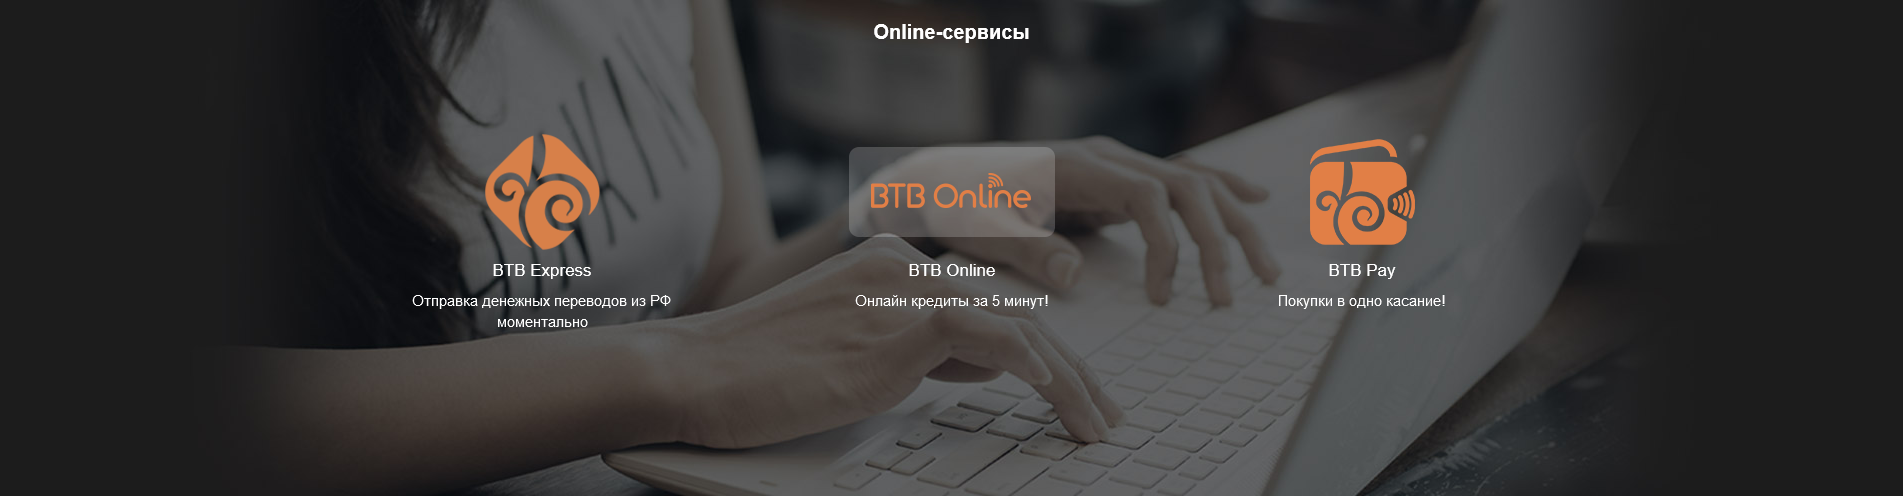 Online-сервисы
BTB Online
BTB Express
Отправка денежных переводов из РФ
моментально
BTB Online
Онлайн кредиты за 5 минут!
BTB Pay
Покупки в одно касание!